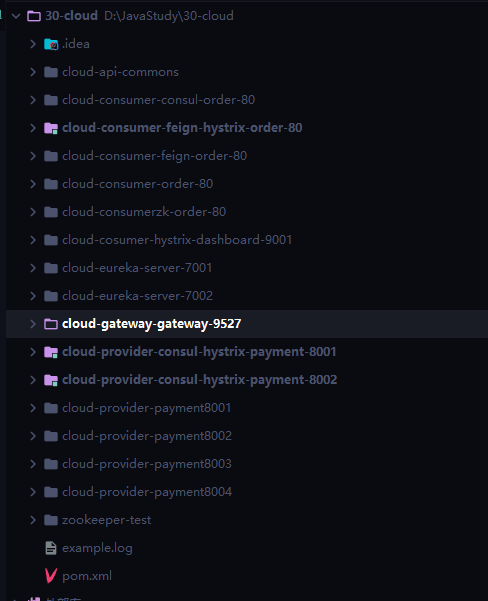 30-cloud D:\JavaStudy\30-cloud
.idea
cloud-api-commons
cloud-consumer-consul-order-80
cloud-consumer-feign-hystrix-order-80
cloud-consumer-feign-order-80
cloud-consumer-order-80
cloud-consumerzk-order-80
cloud-cosumer-hystrix-dashboard-9001
cloud-eureka-server-7001
cloud-eureka-server-7002
cloud-gateway-gateway-9527
cloud-provider-consul-hystrix-payment-8001
cloud-provider-consul-hystrix-payment-8002
cloud-provider-payment8001
cloud-provider-payment8002
cloud-provider-payment8003
cloud-provider-payment8004
zookeeper-test
example.log
pom.xml